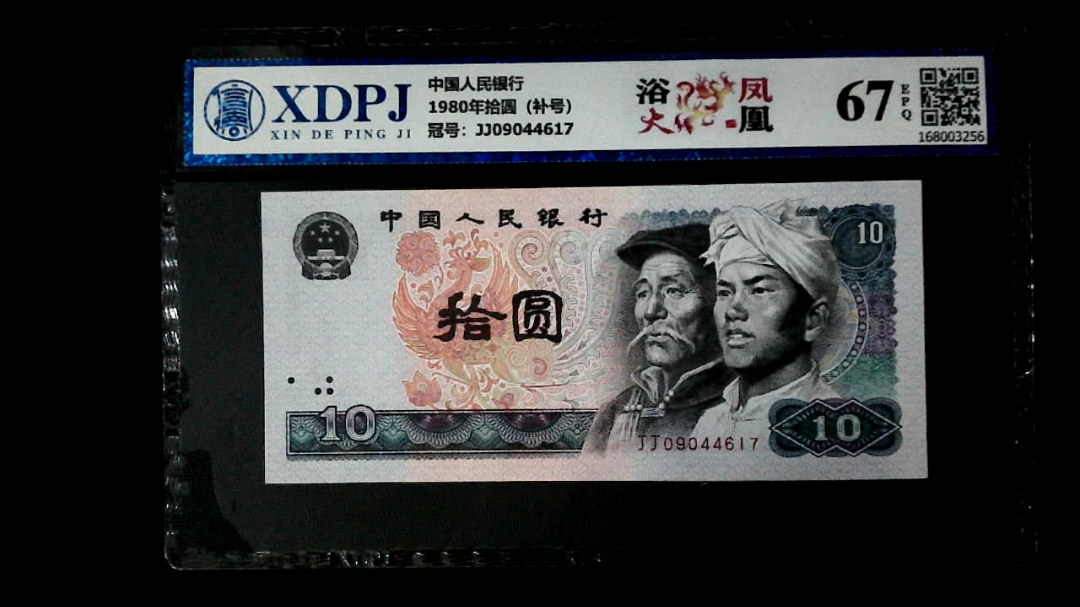 XDPJ
XIN DE PING JI
中国人民银行
1980年拾圆（补号）
冠号：JJ09044617
浴火
凤凰
67
EPQ
168003256
中国人民银行
10
拾圆
10
JJ09044617
10